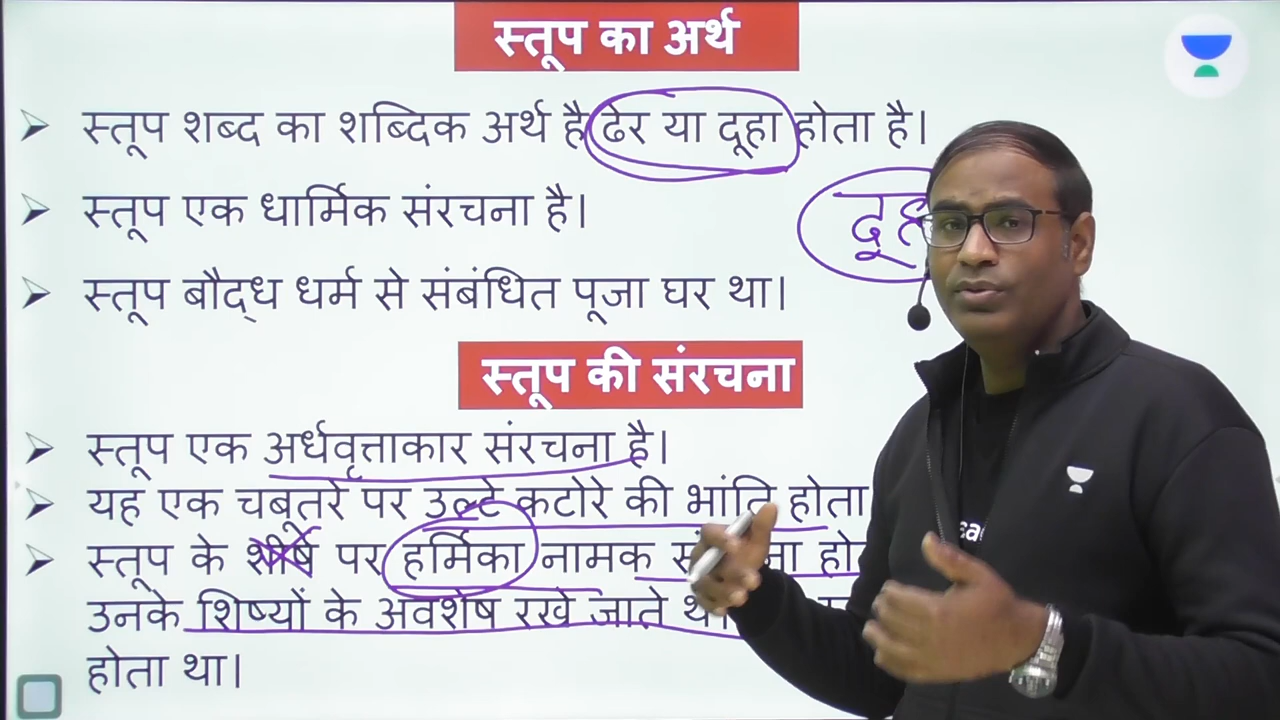 स्तूप का अर्थ
स्तूप शब्द का शब्दिक अर्थ है ढेर या दूहा होता है।
स्तूप एक धार्मिक संरचना है।
स्तूप बौद्ध धर्म से संबंधित पूजा घर था।
स्तूप की संरचना
स्तूप एक अर्धवृत्ताकार संरचना है।
यह एक चबूतरे पर उल्टे कटोरे की भांति होता
स्तूप के शीर्ष पर हर्मिका नामक
उनके शिष्यों के अवशेष रखे जाते
होता था।